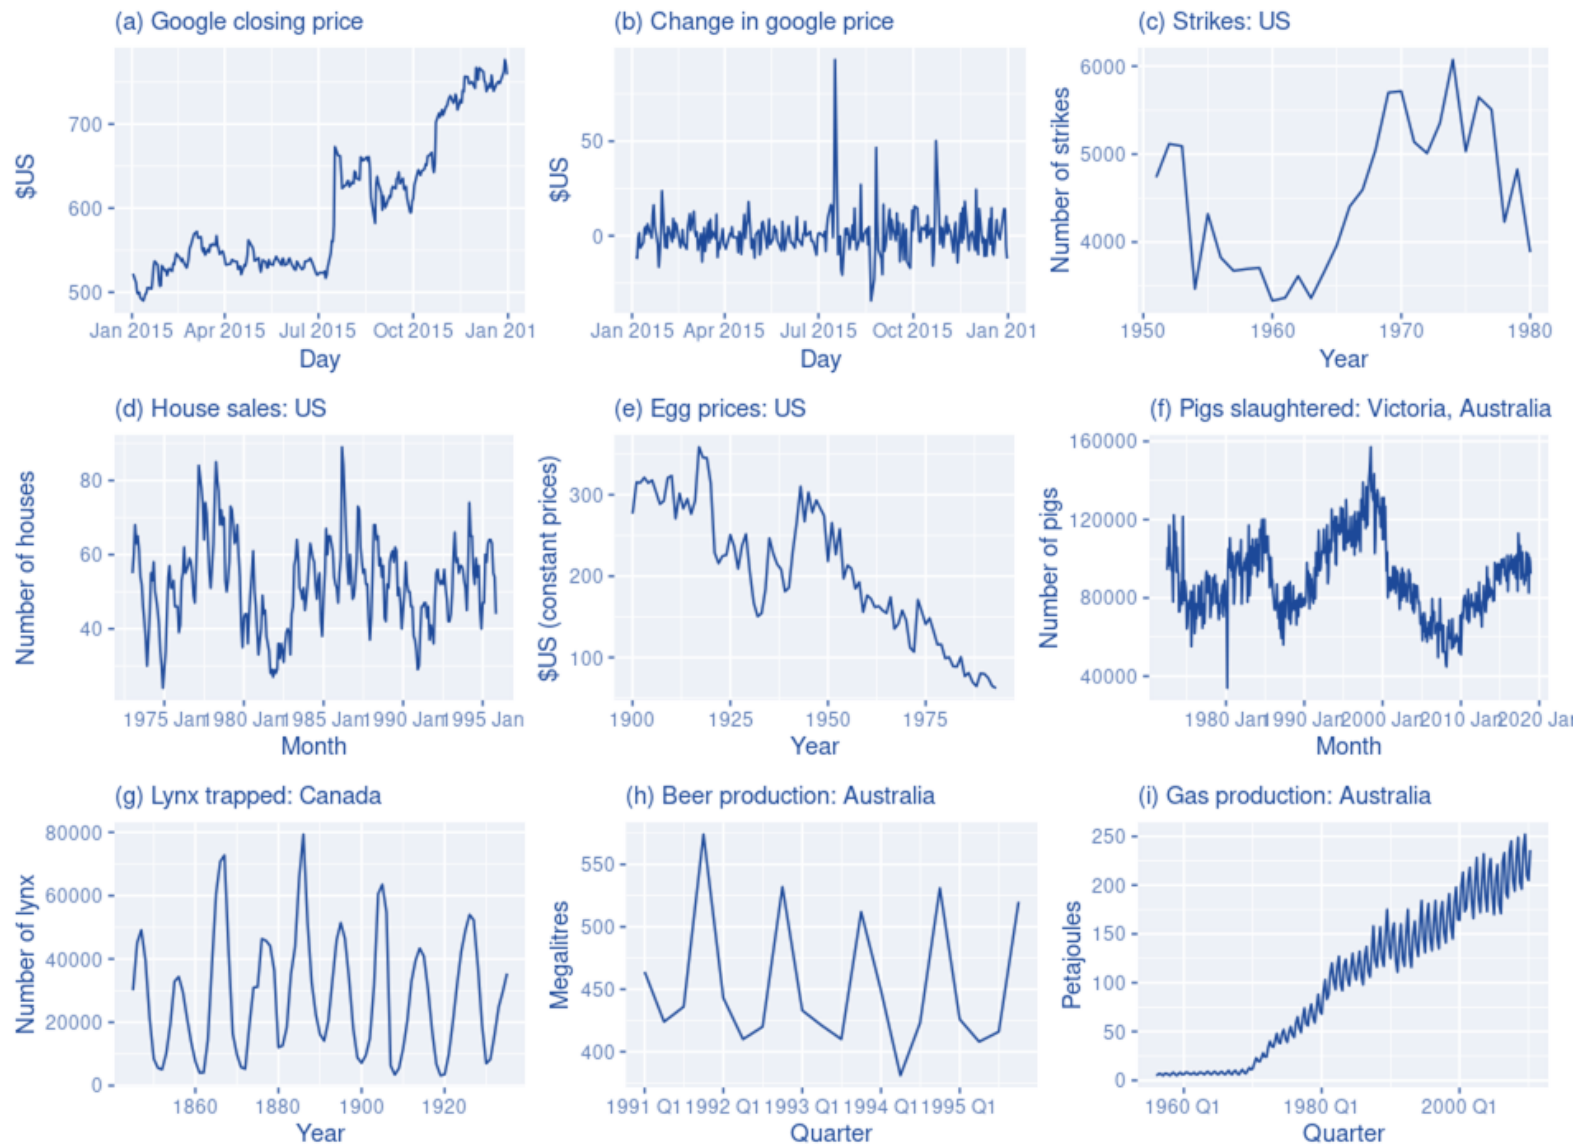 (a) Google closing price
(b) Change in google price
(c) Strikes: US
$US
700
600
500
Jan 2015 Apr 2015 Jul 2015 Oct 2015 Jan 201
Day
$US
50
0
Jan 2015 Apr 2015 Jul 2015 Oct 2015 Jan 201
Day
Number of strikes
6000
5000
4000
1950 1960 1970 1980
Year
(d) House sales: US
(e) Egg prices: US
(f) Pigs slaughtered: Victoria, Australia
Number of houses
80
60
40
1975 Jan 1980 Jan 1985 Jan 1990 Jan 1995 Jan
Month
$US (constant prices)
300
200
100
1900 1925 1950 1975
Year
Number of pigs
160000
120000
80000
40000
1980 Jan 1990 Jan 2000 Jan 2010 Jan 2020 Jan
Month
(g) Lynx trapped: Canada
(h) Beer production: Australia
(i) Gas production: Australia
Number of lynx
80000
60000
40000
20000
0
1860 1880 1900 1920
Year
Megalitres
550
500
450
400
1991 Q1 1992 Q1 1993 Q1 1994 Q1 1995 Q1
Quarter
Petajoules
250
200
150
100
50
0
1960 Q1 1980 Q1 2000 Q1
Quarter